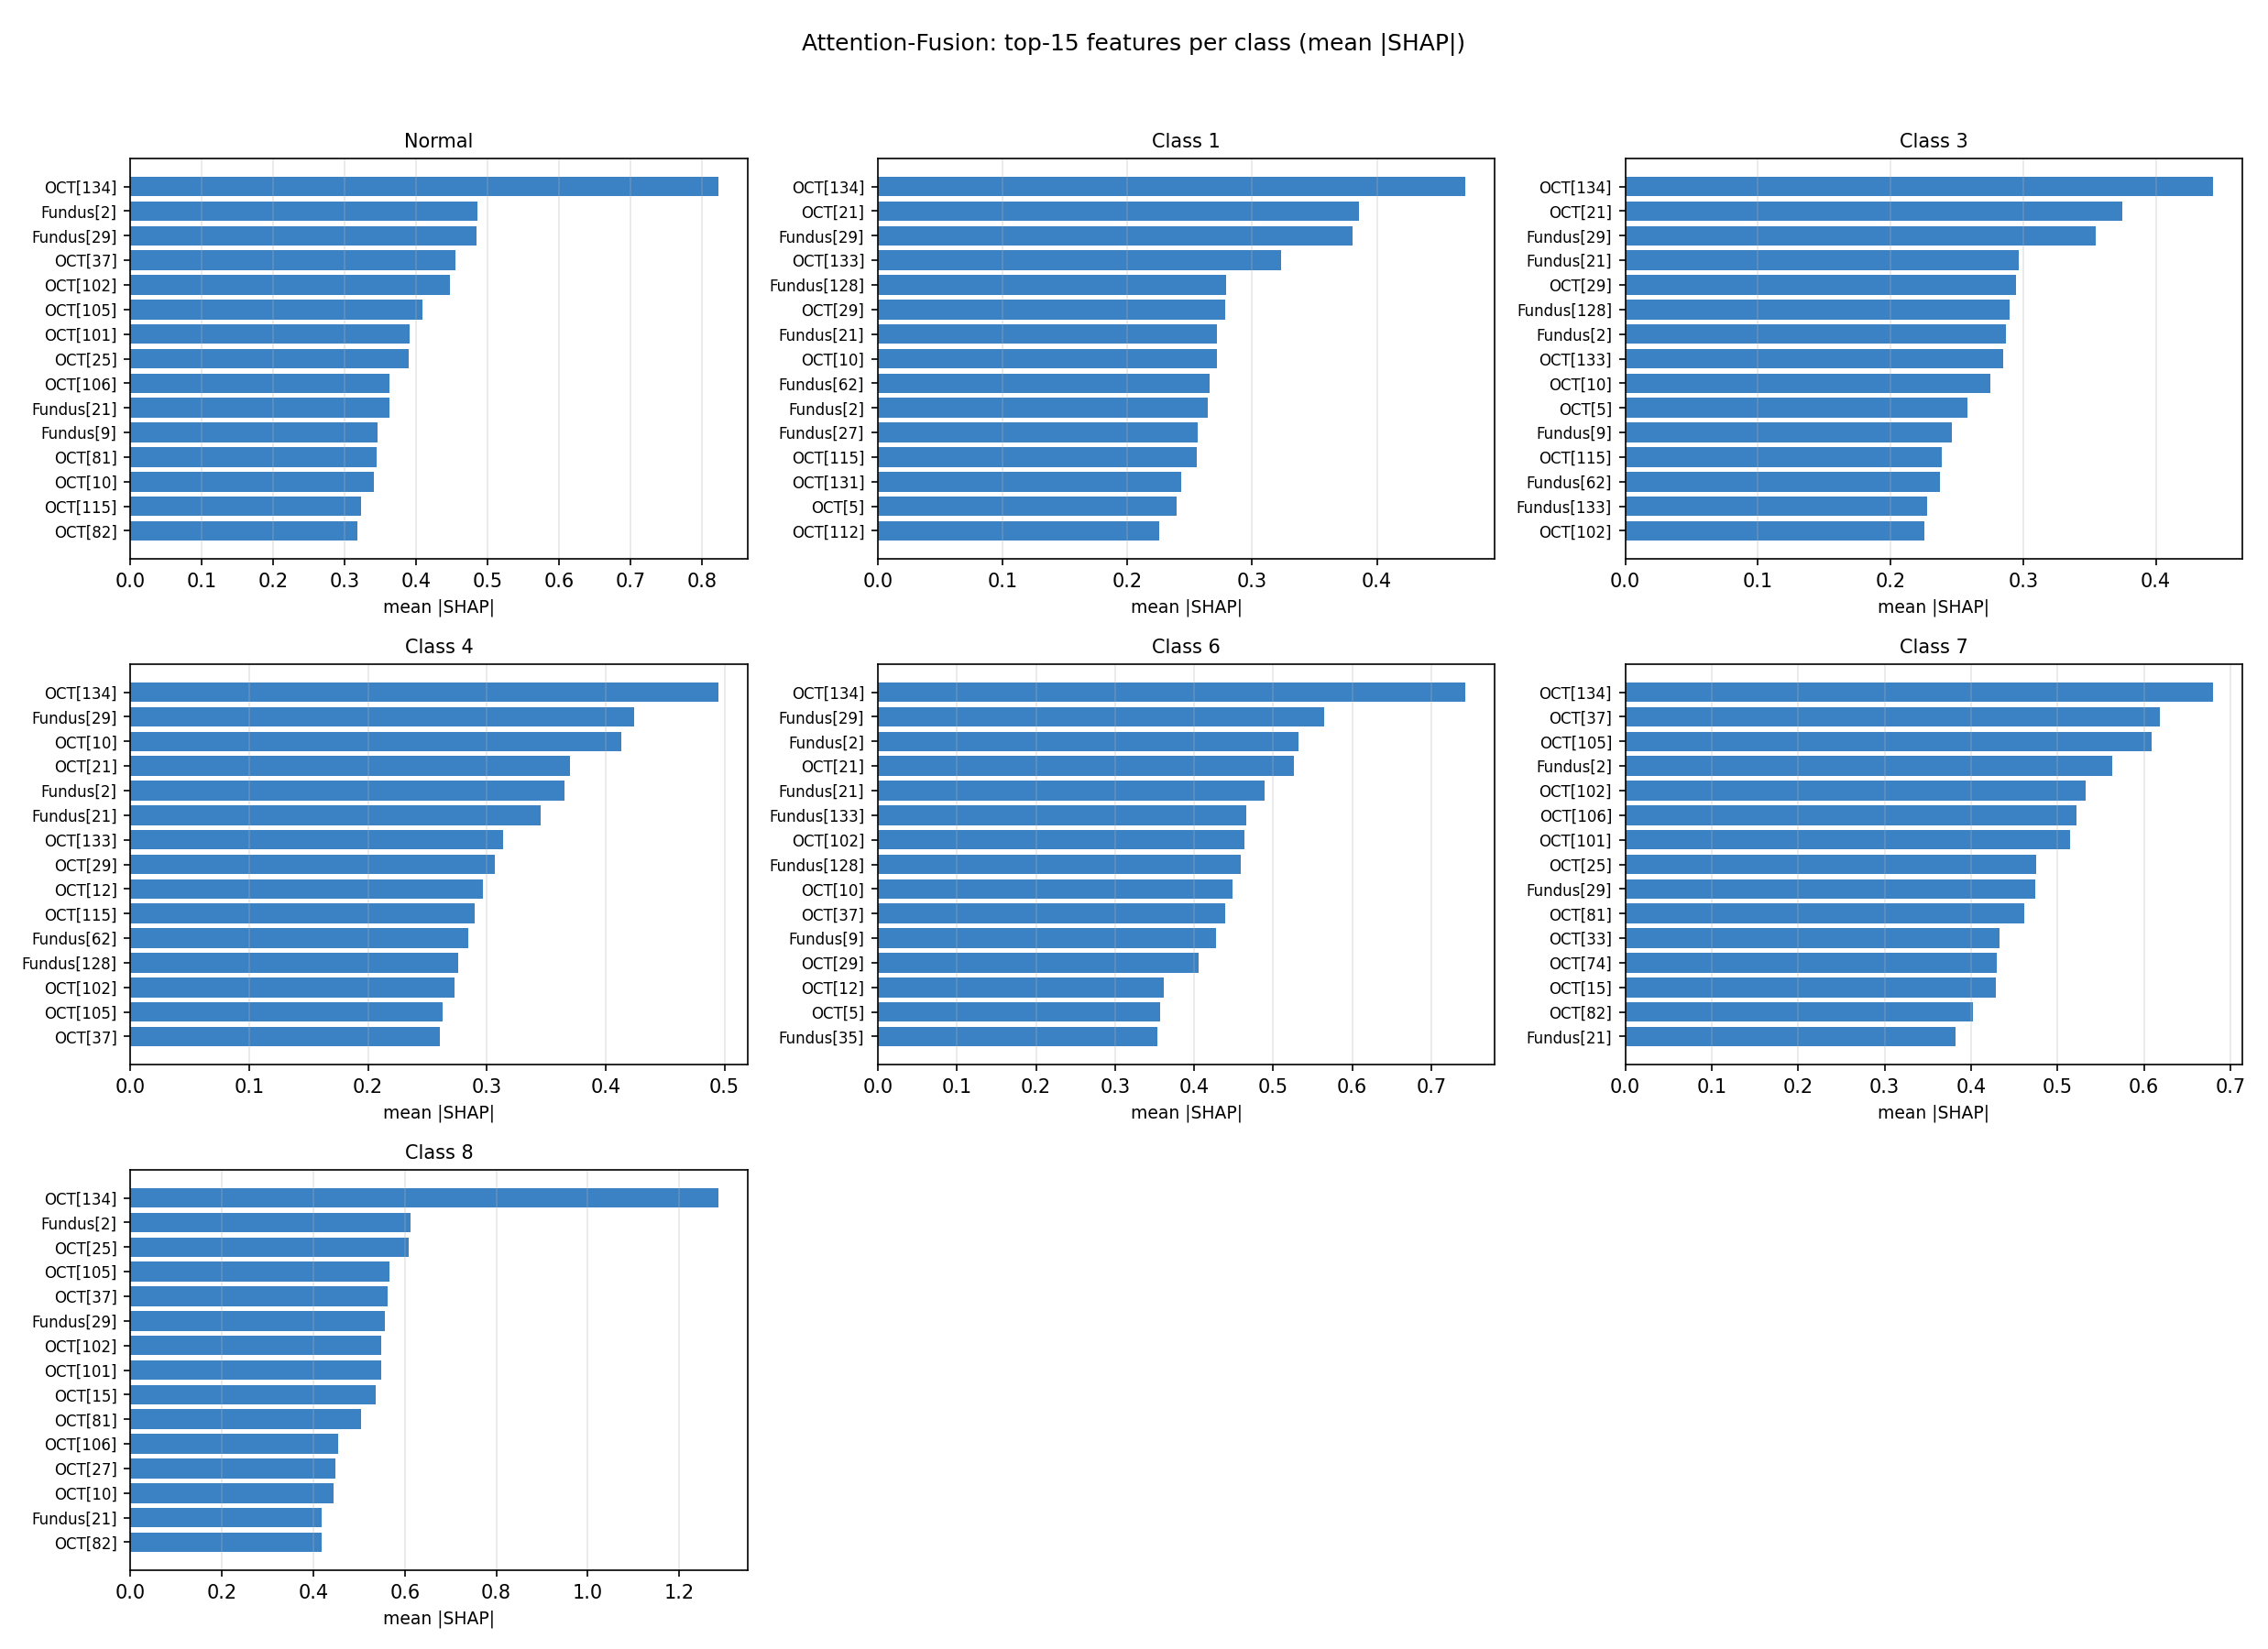 Attention-Fusion: top-15 features per class (mean |SHAP|)
Normal
OCT[134]
Fundus[2]
Fundus[29]
OCT[37]
OCT[102]
OCT[105]
OCT[101]
OCT[25]
OCT[106]
Fundus[21]
Fundus[9]
OCT[81]
OCT[10]
OCT[115]
OCT[82]
0.0 0.1 0.2 0.3 0.4 0.5 0.6 0.7 0.8
mean |SHAP|
Class 1
OCT[134]
OCT[21]
Fundus[29]
OCT[133]
Fundus[128]
OCT[29]
Fundus[21]
OCT[10]
Fundus[62]
Fundus[2]
Fundus[27]
OCT[115]
OCT[131]
OCT[5]
OCT[112]
0.0 0.1 0.2 0.3 0.4
mean |SHAP|
Class 3
OCT[134]
OCT[21]
Fundus[29]
Fundus[21]
OCT[29]
Fundus[128]
Fundus[2]
OCT[133]
OCT[10]
OCT[5]
Fundus[9]
OCT[115]
Fundus[62]
Fundus[133]
OCT[102]
0.0 0.1 0.2 0.3 0.4
mean |SHAP|
Class 4
OCT[134]
Fundus[29]
OCT[10]
OCT[21]
Fundus[2]
Fundus[21]
OCT[133]
OCT[29]
OCT[12]
OCT[115]
Fundus[62]
Fundus[128]
OCT[102]
OCT[105]
OCT[37]
0.0 0.1 0.2 0.3 0.4 0.5
mean |SHAP|
Class 6
OCT[134]
Fundus[29]
Fundus[2]
OCT[21]
Fundus[21]
Fundus[133]
OCT[102]
Fundus[128]
OCT[10]
OCT[37]
Fundus[9]
OCT[29]
OCT[12]
OCT[5]
Fundus[35]
0.0 0.1 0.2 0.3 0.4 0.5 0.6 0.7
mean |SHAP|
Class 7
OCT[134]
OCT[37]
OCT[105]
Fundus[2]
OCT[102]
OCT[106]
OCT[101]
OCT[25]
Fundus[29]
OCT[81]
OCT[33]
OCT[74]
OCT[15]
OCT[82]
Fundus[21]
0.0 0.1 0.2 0.3 0.4 0.5 0.6 0.7
mean |SHAP|
Class 8
OCT[134]
Fundus[2]
OCT[25]
OCT[105]
OCT[37]
Fundus[29]
OCT[102]
OCT[101]
OCT[15]
OCT[81]
OCT[106]
OCT[27]
OCT[10]
Fundus[21]
OCT[82]
0.0 0.2 0.4 0.6 0.8 1.0 1.2
mean |SHAP|